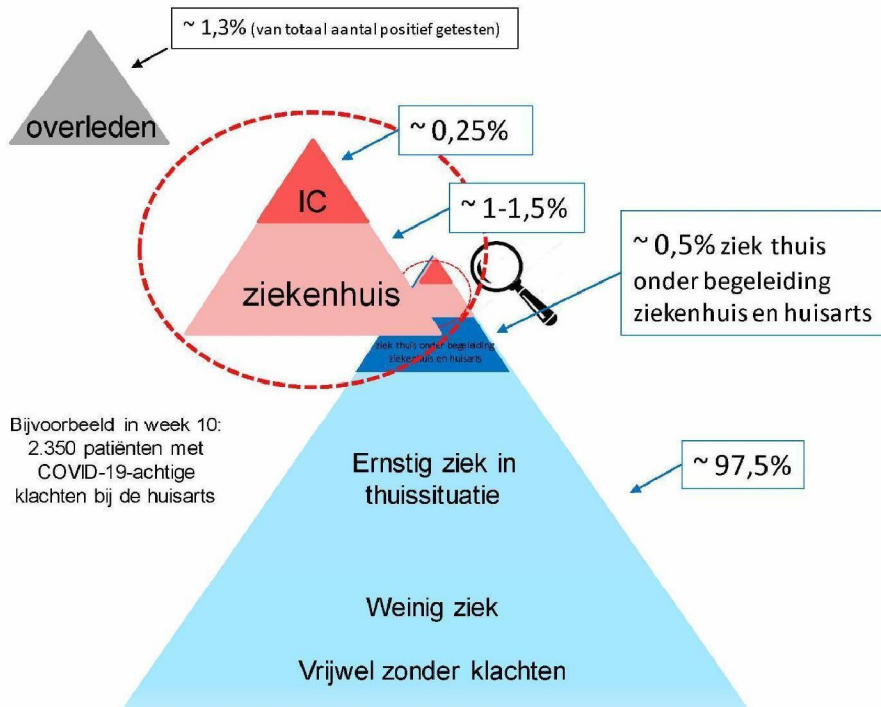 ~ 1,3% (van totaal aantal positief getesten)
overleden
~ 0,25%
IC
~ 1-1,5%
ziekenhuis
~ 0,5% ziek thuis
onder begeleiding
ziekenhuis en huisarts
ziek thuis onder begeleiding
ziekenhuis en huisarts
Bijvoorbeeld in week 10:
2.350 patiënten met
COVID-19-achtige
klachten bij de huisarts
Ernstig ziek in
thuissituatie
~ 97,5%
Weinig ziek
Vrijwel zonder klachten